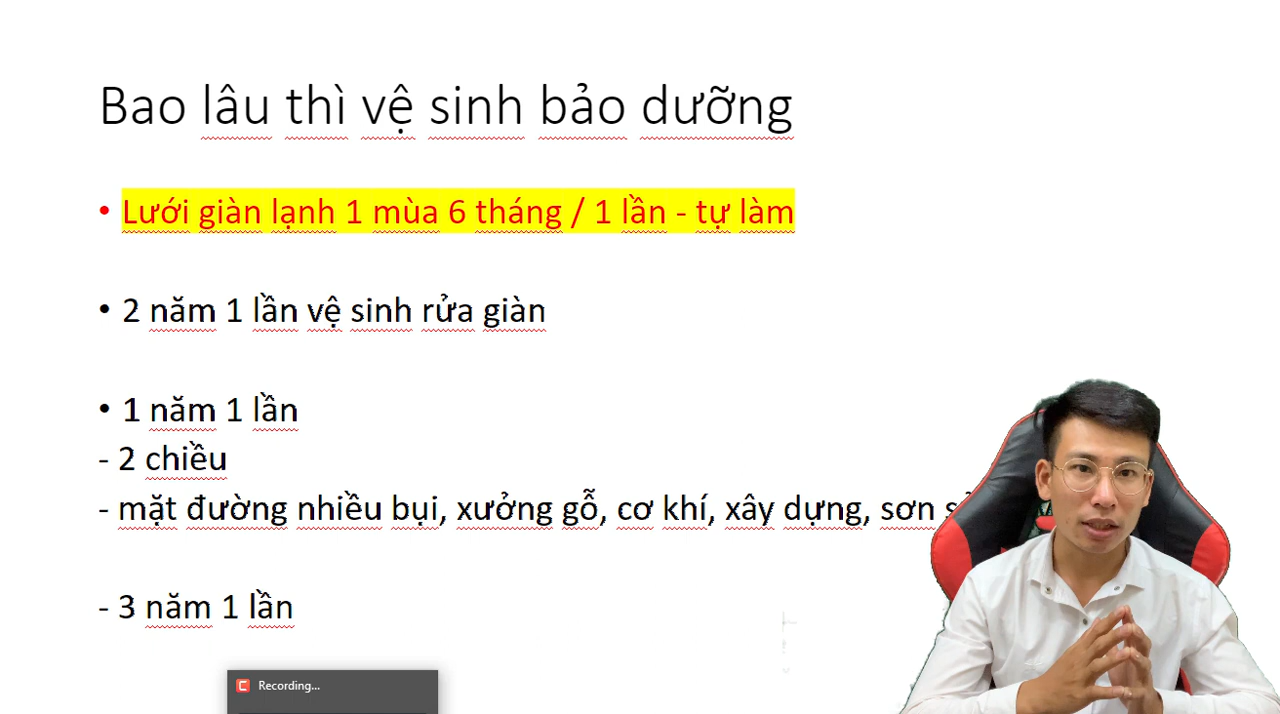 Bao lâu thì vệ sinh bảo dưỡng
• Lưới giàn lạnh 1 mùa 6 tháng / 1 lần - tự làm
• 2 năm 1 lần vệ sinh rửa giàn
• 1 năm 1 lần
- 2 chiều
- mặt đường nhiều bụi, xưởng gỗ, cơ khí, xây dựng, sơn
- 3 năm 1 lần
Recording...